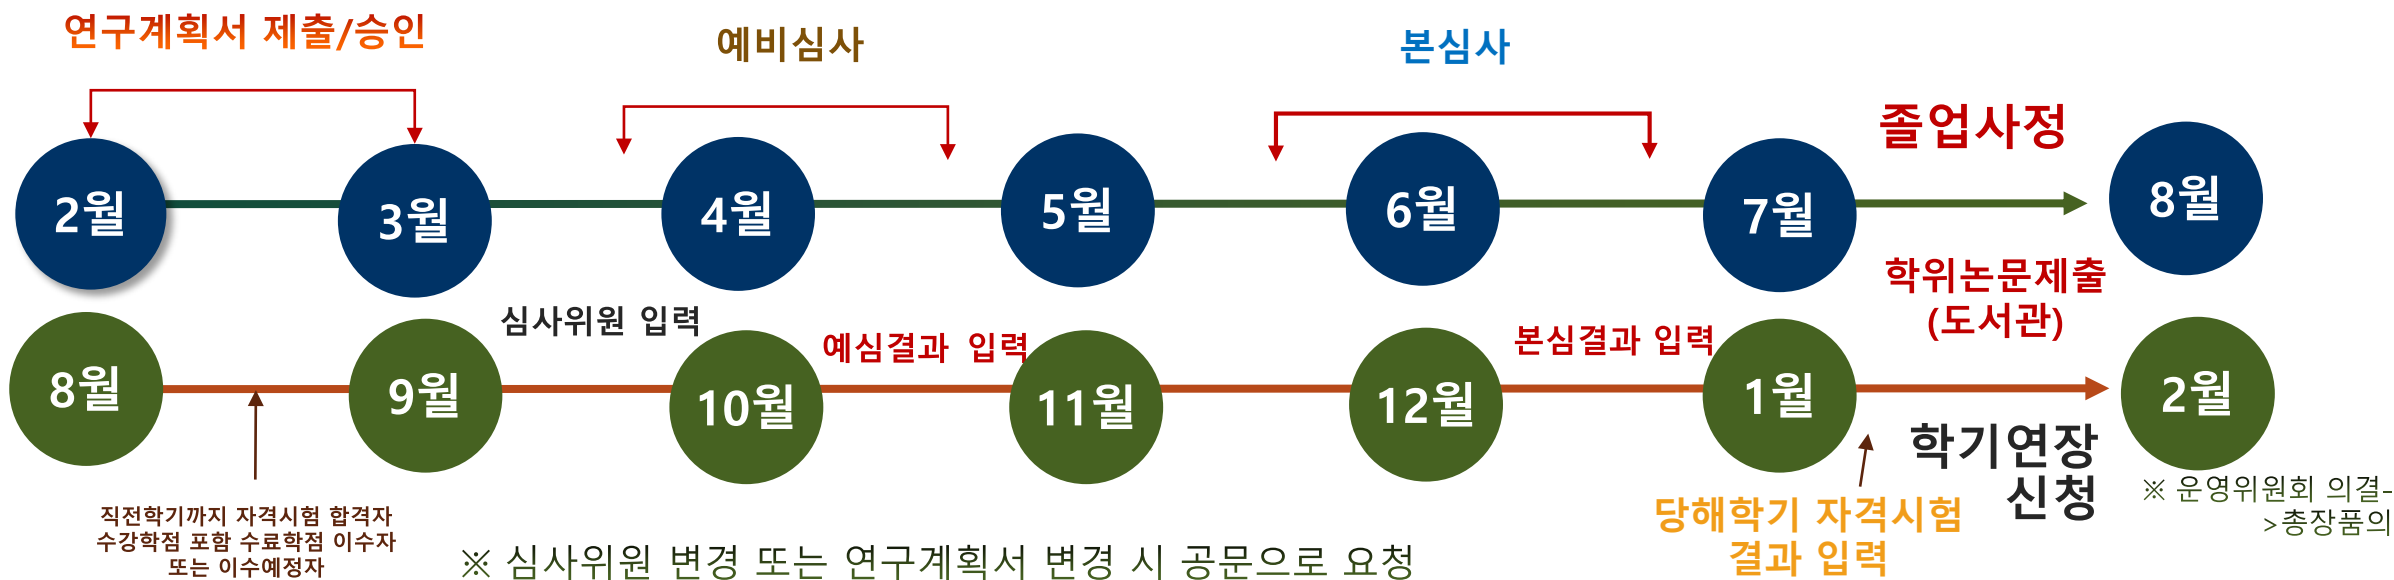 연구계획서 제출/승인
예비심사
본심사
졸업사정
2월
3월
4월
5월
6월
7월
8월
학위논문제출
(도서관)
심사위원 입력
예심결과 입력
본심결과 입력
8월
9월
10월
11월
12월
1월
2월
학기연장
신청
※ 운영위원회 의결-
>총장품의
직전학기까지 자격시험 합격자
수강학점 포함 수료학점 이수자
또는 이수예정자
※ 심사위원 변경 또는 연구계획서 변경 시 공문으로 요청
당해학기 자격시험
결과 입력